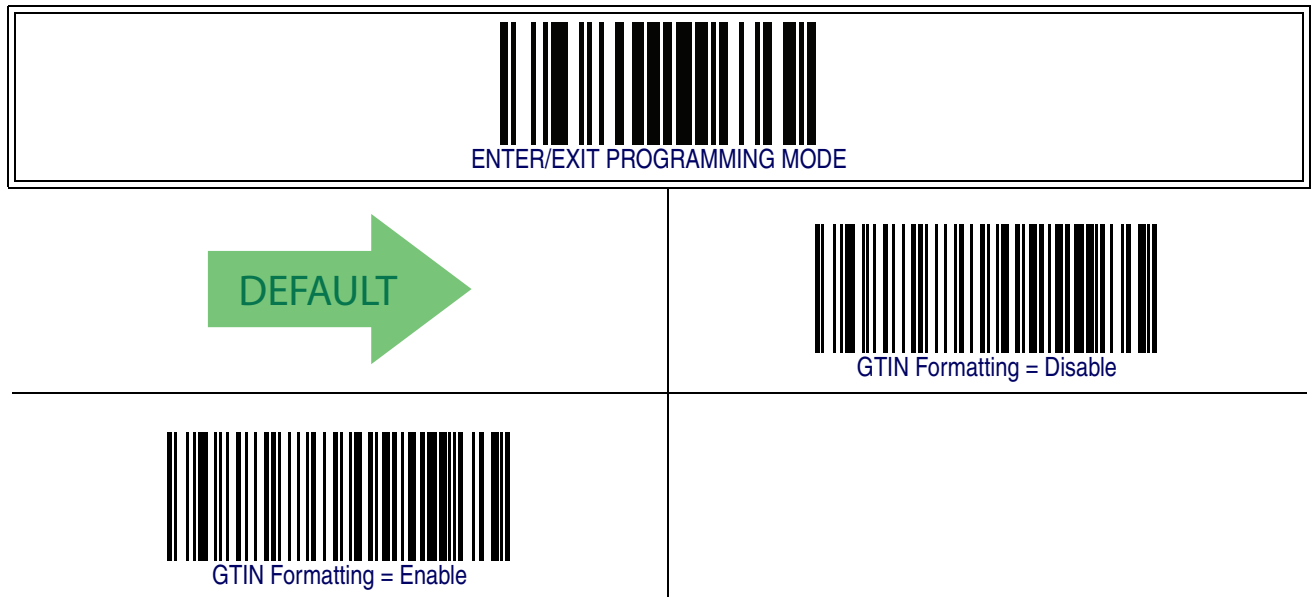 ENTER/EXIT PROGRAMMING MODE
DEFAULT
GTIN Formatting = Disable
GTIN Formatting = Enable